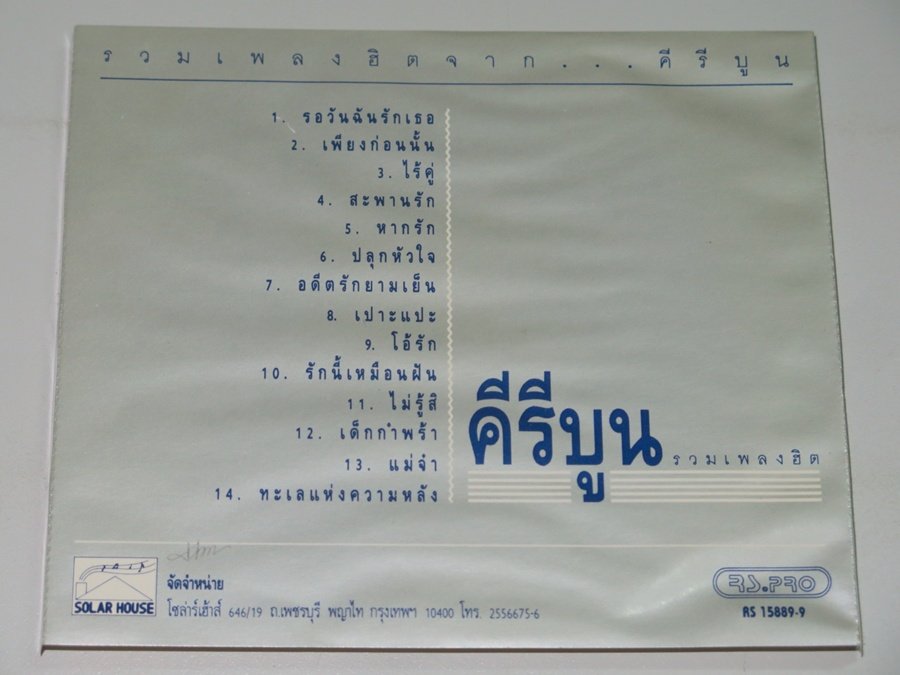 รวมเพลงฮิตจาก...คีรีบูน
1. รอวันฉันรักเธอ
2. เพียงก่อนนั้น
3. ไร้คู่
4. สะพานรัก
5. หากรัก
6. ปลุกหัวใจ
7. อดีตรักยามเย็น
8. เปาะแปะ
9. โอ้รัก
10. รักนี้เหมือนฝัน
11. ไม่รู้สิ
12. เด็กกำพร้า
13. แม่จ๋า
14. ทะเลแห่งความหลัง
คีรีบูน
รวมเพลงฮิต
SOLAR HOUSE
จัดจำหน่าย
โซล่าร์เฮ้าส์ 646/19 ถ.เพชรบุรี พญาไท กรุงเทพฯ 10400 โทร. 2556675-6
RS.PRO
RS 15889-9